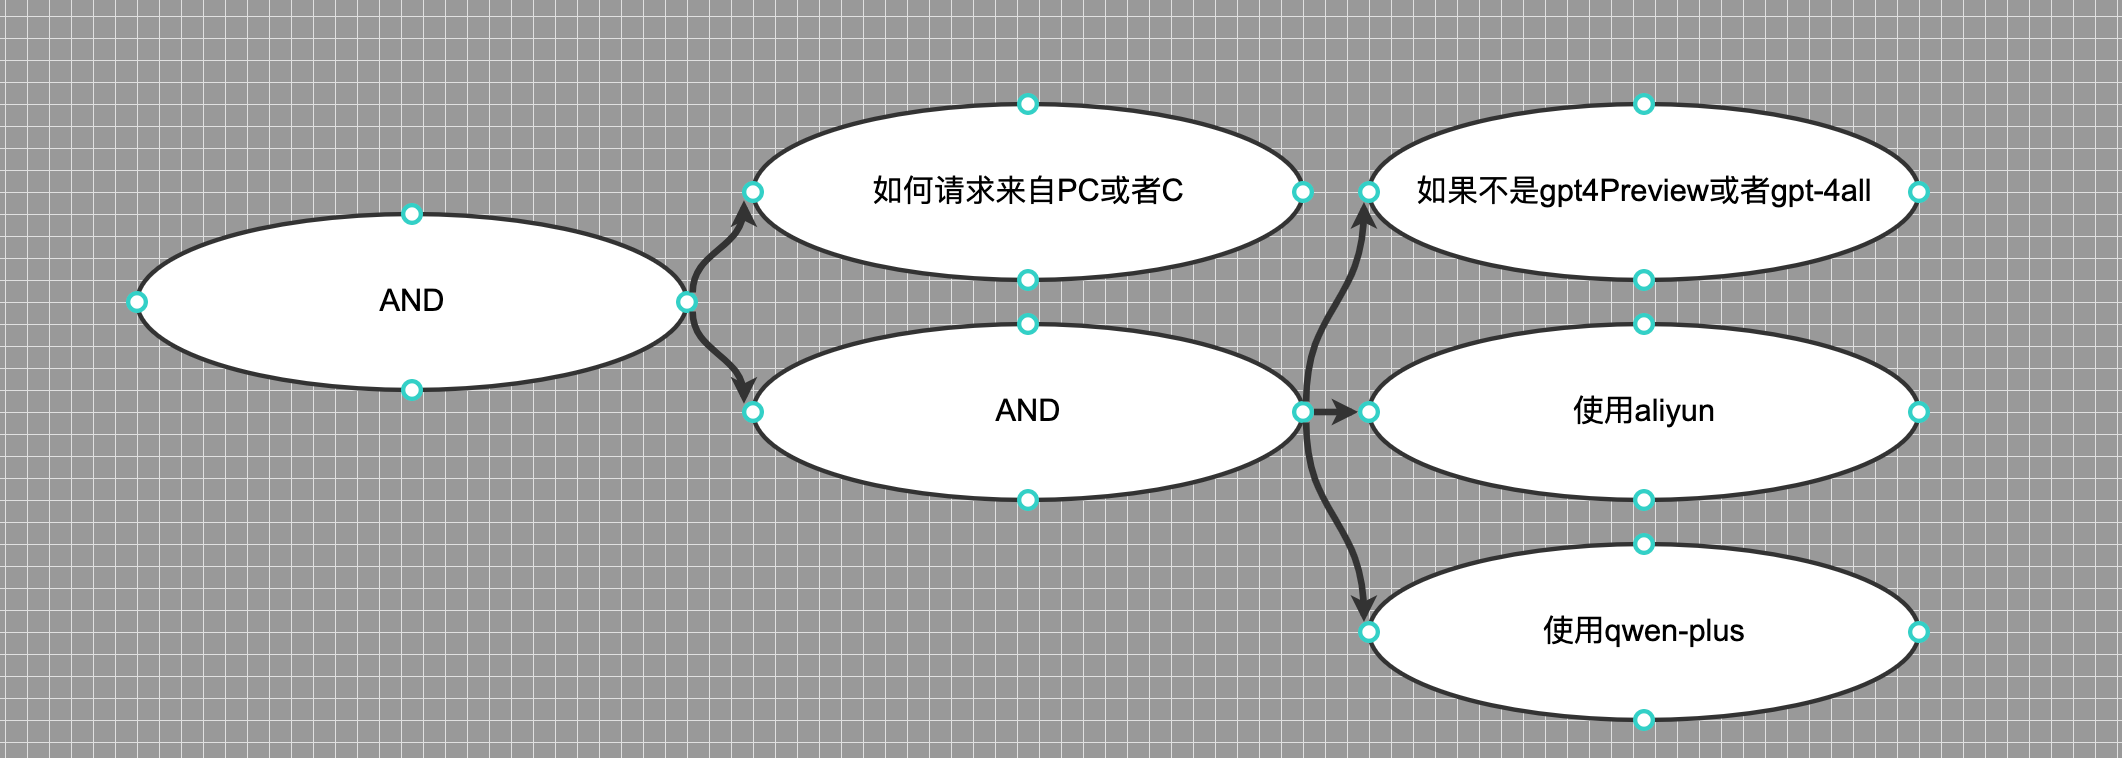 AND
如何请求来自PC或者C
AND
如果不是gpt4Preview或者gpt-4all
使用aliyun
使用qwen-plus